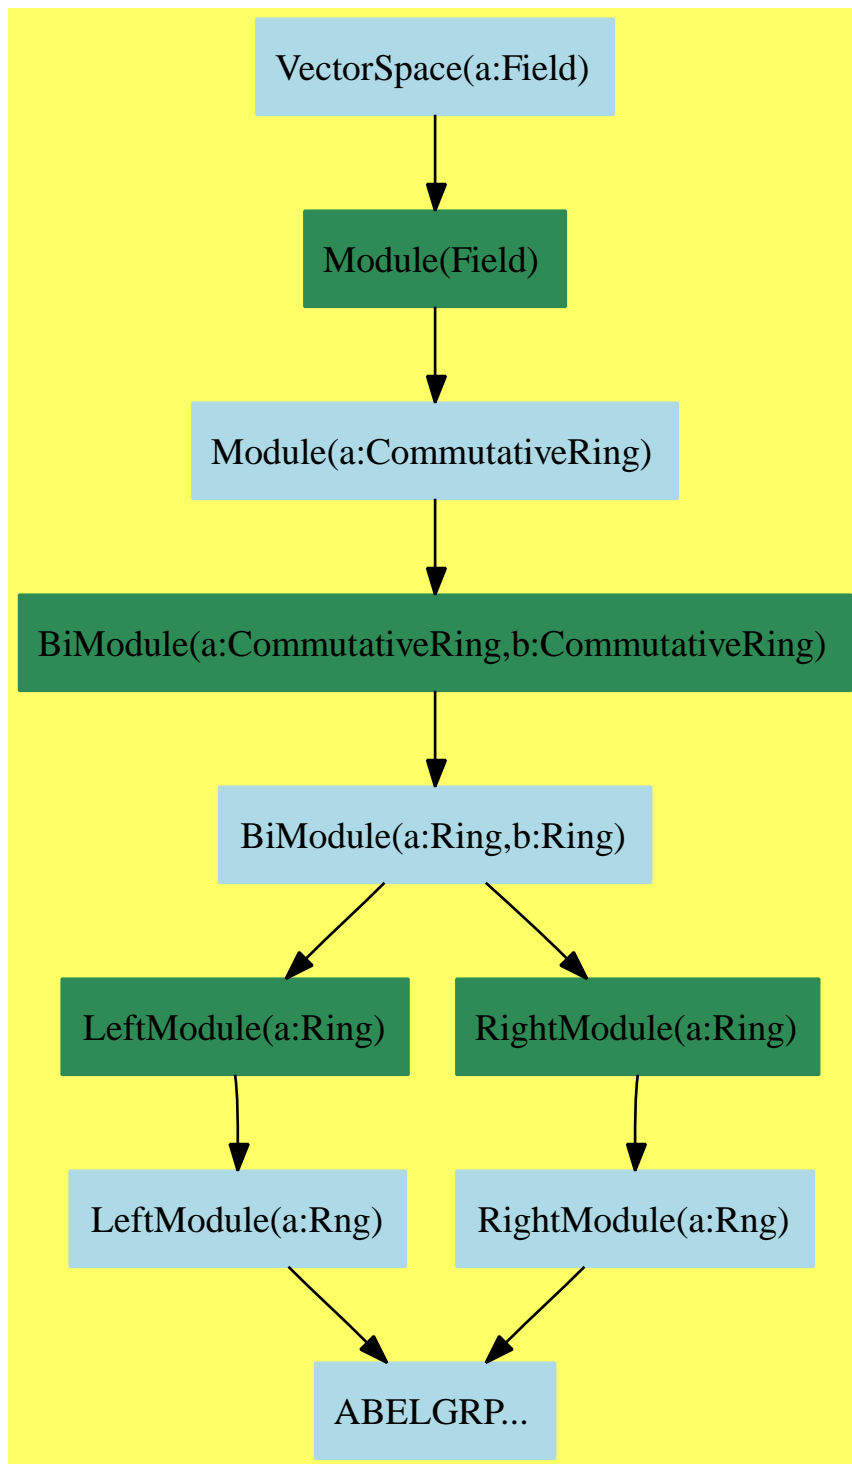 VectorSpace(a:Field)
Module(Field)
Module(a:CommutativeRing)
BiModule(a:CommutativeRing,b:CommutativeRing)
BiModule(a:Ring,b:Ring)
LeftModule(a:Ring)
RightModule(a:Ring)
LeftModule(a:Rng)
RightModule(a:Rng)
ABELGRP...